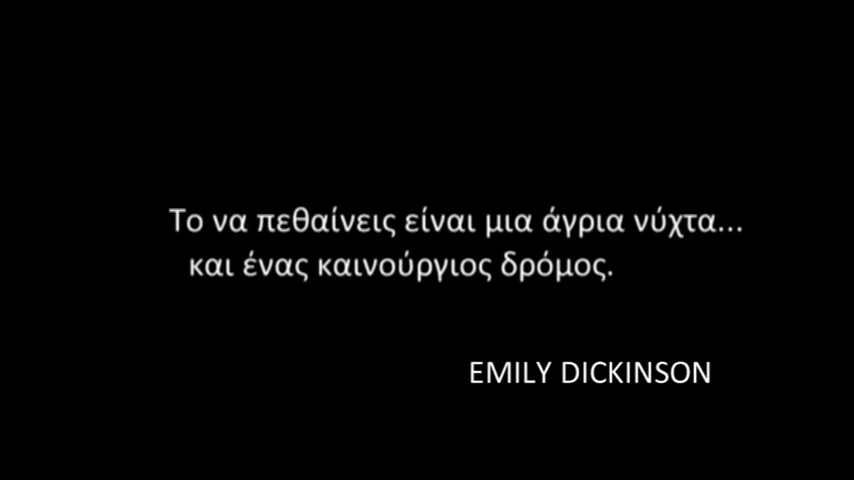 Το να πεθαίνεις είναι μια άγρια νύχτα...
και ένας καινούργιος δρόμος.
EMILY DICKINSON